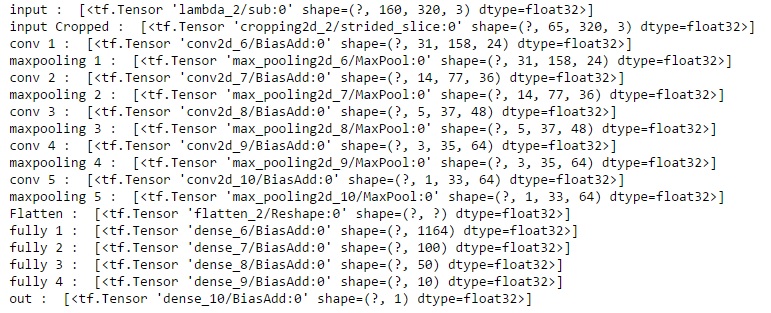 input :  [<tf.Tensor 'lambda_2/sub:0' shape=(?, 160, 320, 3) dtype=float32>]
input Cropped :  [<tf.Tensor 'cropping2d_2/strided_slice:0' shape=(?, 65, 320, 3) dtype=float32>]
conv 1 :  [<tf.Tensor 'conv2d_6/BiasAdd:0' shape=(?, 31, 158, 24) dtype=float32>]
maxpooling 1 :  [<tf.Tensor 'max_pooling2d_6/MaxPool:0' shape=(?, 31, 158, 24) dtype=float32>]
conv 2 :  [<tf.Tensor 'conv2d_7/BiasAdd:0' shape=(?, 14, 77, 36) dtype=float32>]
maxpooling 2 :  [<tf.Tensor 'max_pooling2d_7/MaxPool:0' shape=(?, 14, 77, 36) dtype=float32>]
conv 3 :  [<tf.Tensor 'conv2d_8/BiasAdd:0' shape=(?, 5, 37, 48) dtype=float32>]
maxpooling 3 :  [<tf.Tensor 'max_pooling2d_8/MaxPool:0' shape=(?, 5, 37, 48) dtype=float32>]
conv 4 :  [<tf.Tensor 'conv2d_9/BiasAdd:0' shape=(?, 3, 35, 64) dtype=float32>]
maxpooling 4 :  [<tf.Tensor 'max_pooling2d_9/MaxPool:0' shape=(?, 3, 35, 64) dtype=float32>]
conv 5 :  [<tf.Tensor 'conv2d_10/BiasAdd:0' shape=(?, 1, 33, 64) dtype=float32>]
maxpooling 5 :  [<tf.Tensor 'max_pooling2d_10/MaxPool:0' shape=(?, 1, 33, 64) dtype=float32>]
Flatten :  [<tf.Tensor 'flatten_2/Reshape:0' shape=(?, ?) dtype=float32>]
fully 1 :  [<tf.Tensor 'dense_6/BiasAdd:0' shape=(?, 1164) dtype=float32>]
fully 2 :  [<tf.Tensor 'dense_7/BiasAdd:0' shape=(?, 100) dtype=float32>]
fully 3 :  [<tf.Tensor 'dense_8/BiasAdd:0' shape=(?, 50) dtype=float32>]
fully 4 :  [<tf.Tensor 'dense_9/BiasAdd:0' shape=(?, 10) dtype=float32>]
out :  [<tf.Tensor 'dense_10/BiasAdd:0' shape=(?, 1) dtype=float32>]